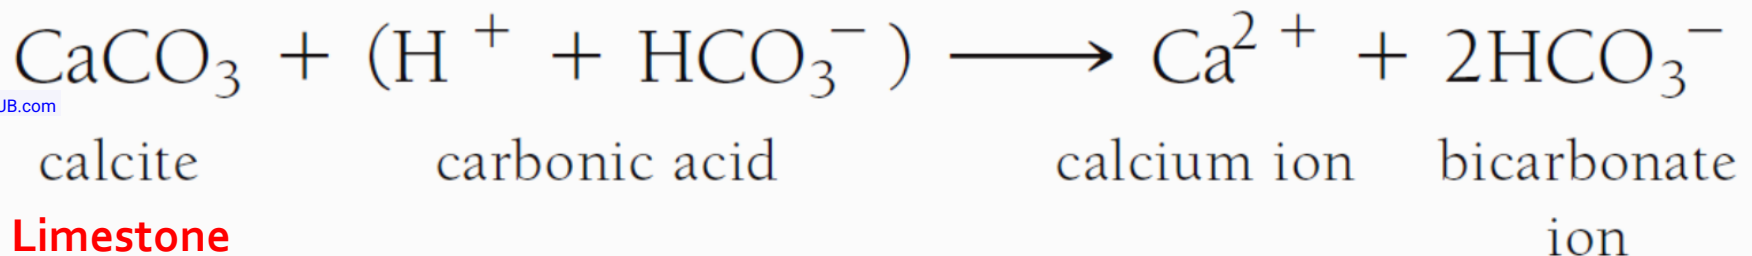 CaCO₃ + (H⁺ + HCO₃⁻) ⟶ Ca²⁺ + 2HCO₃⁻
JB.com
calcite carbonic acid calcium ion bicarbonate
Limestone ion